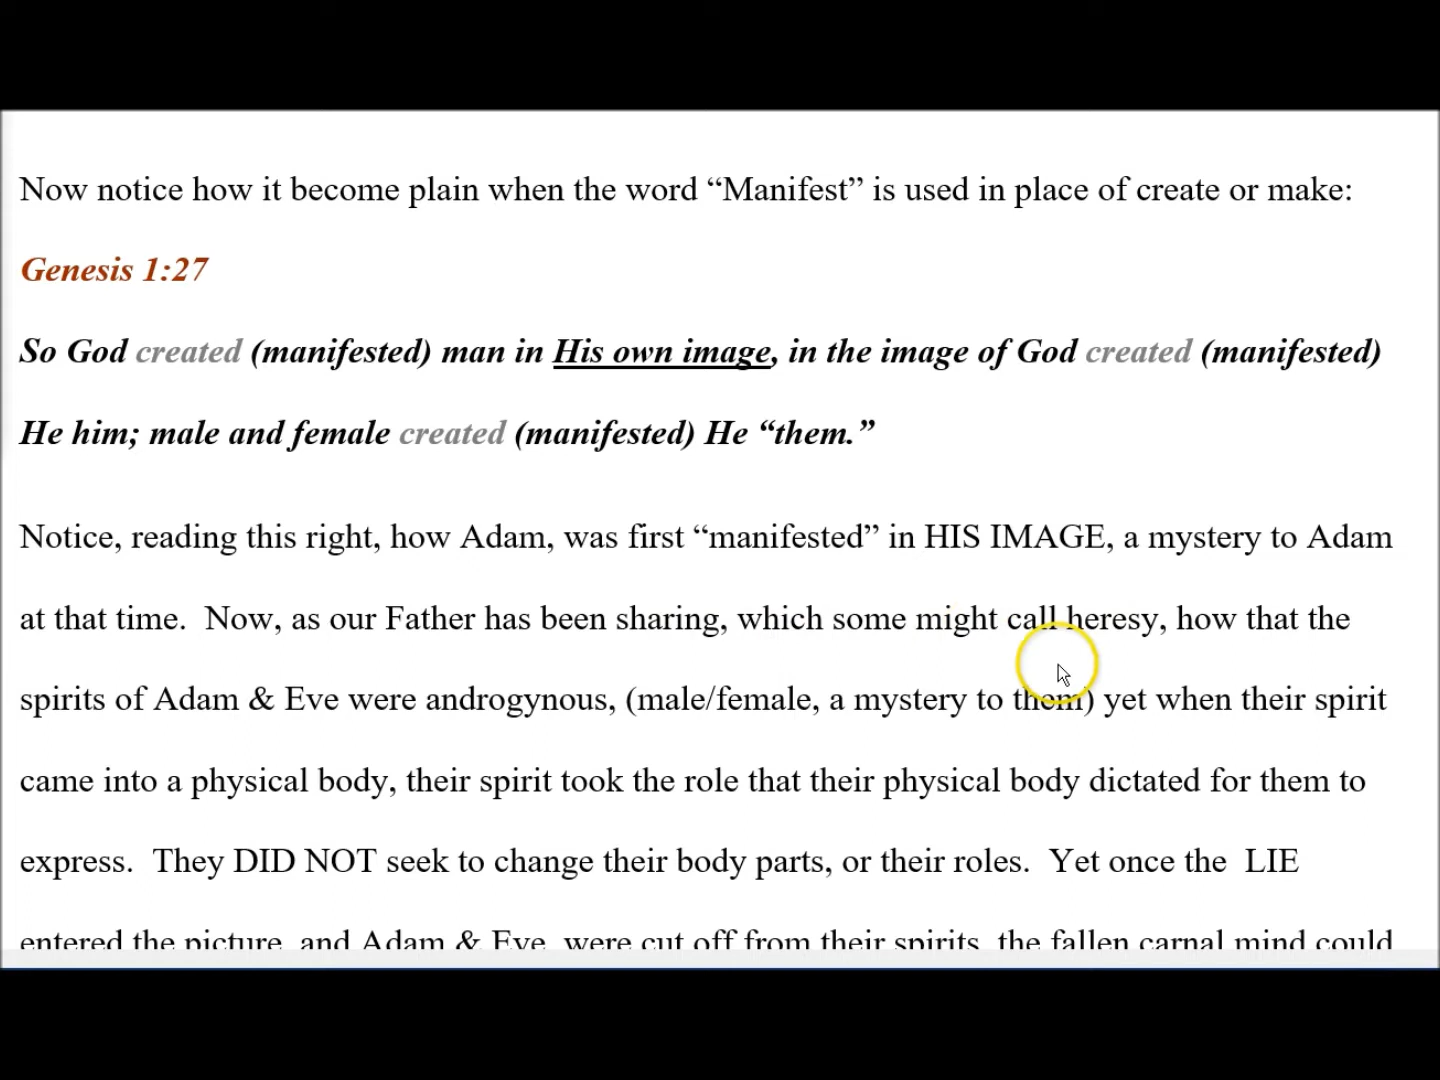 Now notice how it become plain when the word “Manifest” is used in place of create or make:
Genesis 1:27
So God created (manifested) man in His own image, in the image of God created (manifested)
He him; male and female created (manifested) He “them.”
Notice, reading this right, how Adam, was first “manifested” in HIS IMAGE, a mystery to Adam
at that time.  Now, as our Father has been sharing, which some might call heresy, how that the
spirits of Adam & Eve were androgynous, (male/female, a mystery to them) yet when their spirit
came into a physical body, their spirit took the role that their physical body dictated for them to
express.  They DID NOT seek to change their body parts, or their roles.  Yet once the  LIE
entered the picture, and Adam & Eve, were cut off from their spirits, the fallen carnal mind could